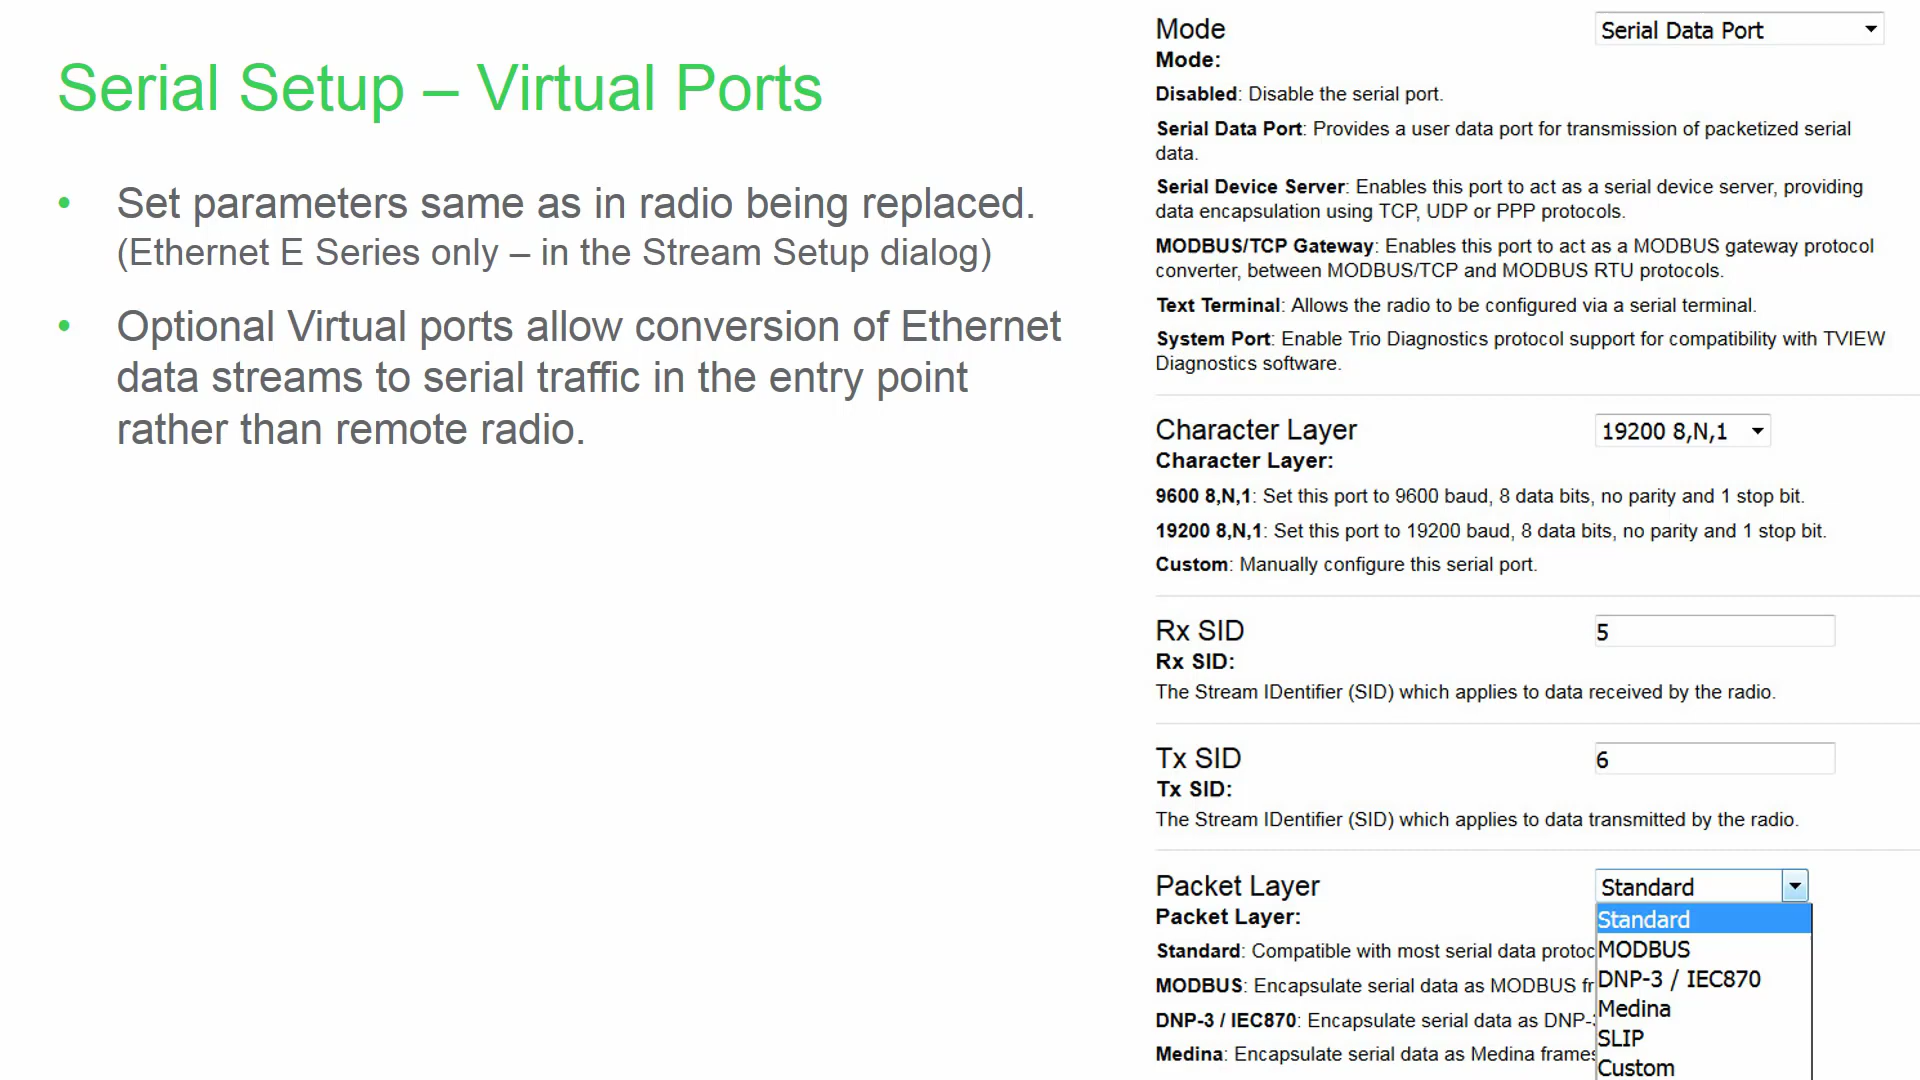 Serial Setup – Virtual Ports
• Set parameters same as in radio being replaced.
(Ethernet E Series only – in the Stream Setup dialog)
• Optional Virtual ports allow conversion of Ethernet
data streams to serial traffic in the entry point
rather than remote radio.
Mode
Serial Data Port
Mode:
Disabled: Disable the serial port.
Serial Data Port: Provides a user data port for transmission of packetized serial
data.
Serial Device Server: Enables this port to act as a serial device server, providing
data encapsulation using TCP, UDP or PPP protocols.
MODBUS/TCP Gateway: Enables this port to act as a MODBUS gateway protocol
converter, between MODBUS/TCP and MODBUS RTU protocols.
Text Terminal: Allows the radio to be configured via a serial terminal.
System Port: Enable Trio Diagnostics protocol support for compatibility with TVIEW
Diagnostics software.
Character Layer
19200 8,N,1
Character Layer:
9600 8,N,1: Set this port to 9600 baud, 8 data bits, no parity and 1 stop bit.
19200 8,N,1: Set this port to 19200 baud, 8 data bits, no parity and 1 stop bit.
Custom: Manually configure this serial port.
Rx SID
5
Rx SID:
The Stream IDentifier (SID) which applies to data received by the radio.
Tx SID
6
Tx SID:
The Stream IDentifier (SID) which applies to data transmitted by the radio.
Packet Layer
Standard
Packet Layer:
Standard: Compatible with most serial data protoc
MODBUS: Encapsulate serial data as MODBUS fr
DNP-3 / IEC870: Encapsulate serial data as DNP-
Medina: Encapsulate serial data as Medina frames
Standard
MODBUS
DNP-3 / IEC870
Medina
SLIP
Custom